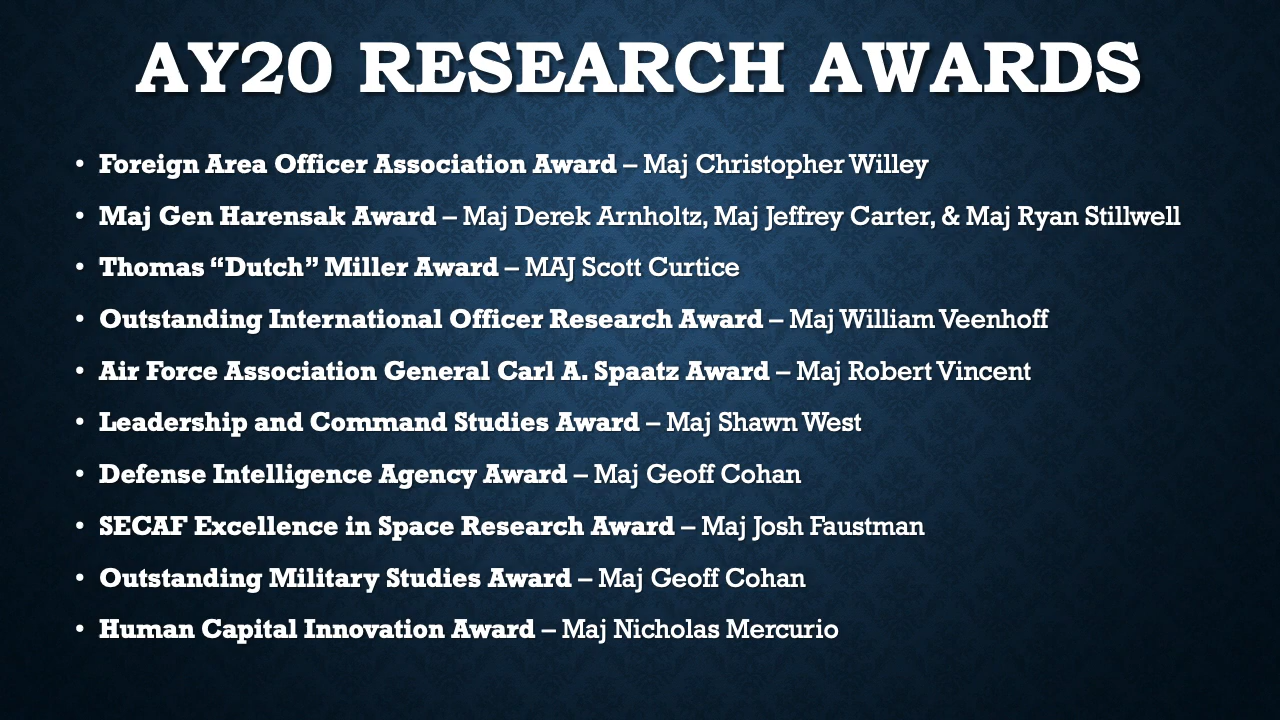 AY20 RESEARCH AWARDS
• Foreign Area Officer Association Award – Maj Christopher Willey
• Maj Gen Harensak Award – Maj Derek Arnholtz, Maj Jeffrey Carter, & Maj Ryan Stillwell
• Thomas “Dutch” Miller Award – MAJ Scott Curtice
• Outstanding International Officer Research Award – Maj William Veenhoff
• Air Force Association General Carl A. Spaatz Award – Maj Robert Vincent
• Leadership and Command Studies Award – Maj Shawn West
• Defense Intelligence Agency Award – Maj Geoff Cohan
• SECAF Excellence in Space Research Award – Maj Josh Faustman
• Outstanding Military Studies Award – Maj Geoff Cohan
• Human Capital Innovation Award – Maj Nicholas Mercurio